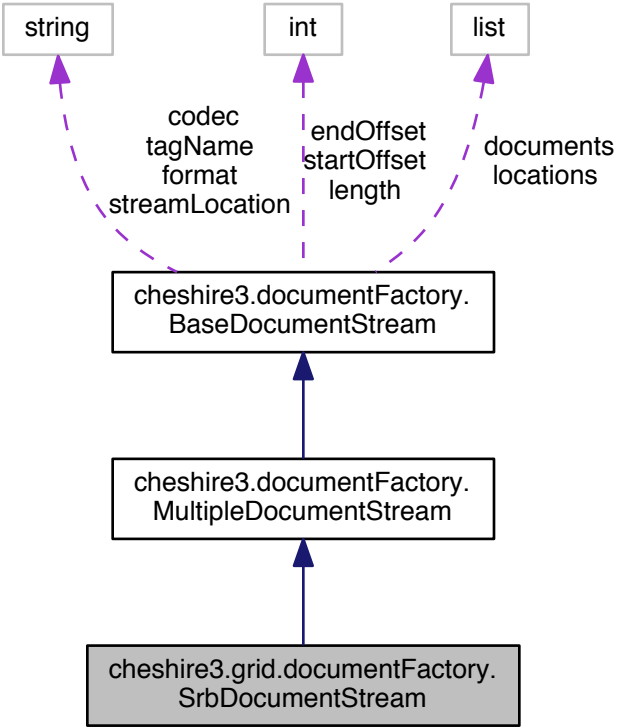 string
int
list
codec
tagName
format
streamLocation
endOffset
startOffset
length
documents
locations
cheshire3.documentFactory.
BaseDocumentStream
cheshire3.documentFactory.
MultipleDocumentStream
cheshire3.grid.documentFactory.
SrbDocumentStream